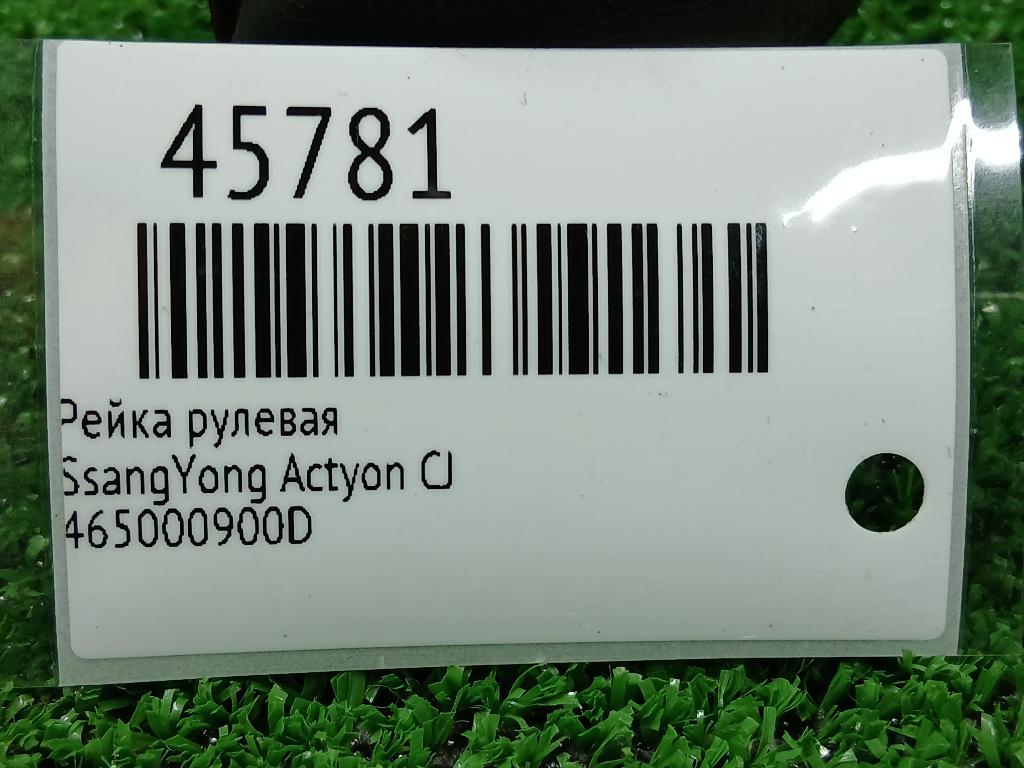 45781
Рейка рулевая
SsangYong Actyon CJ
465000900D